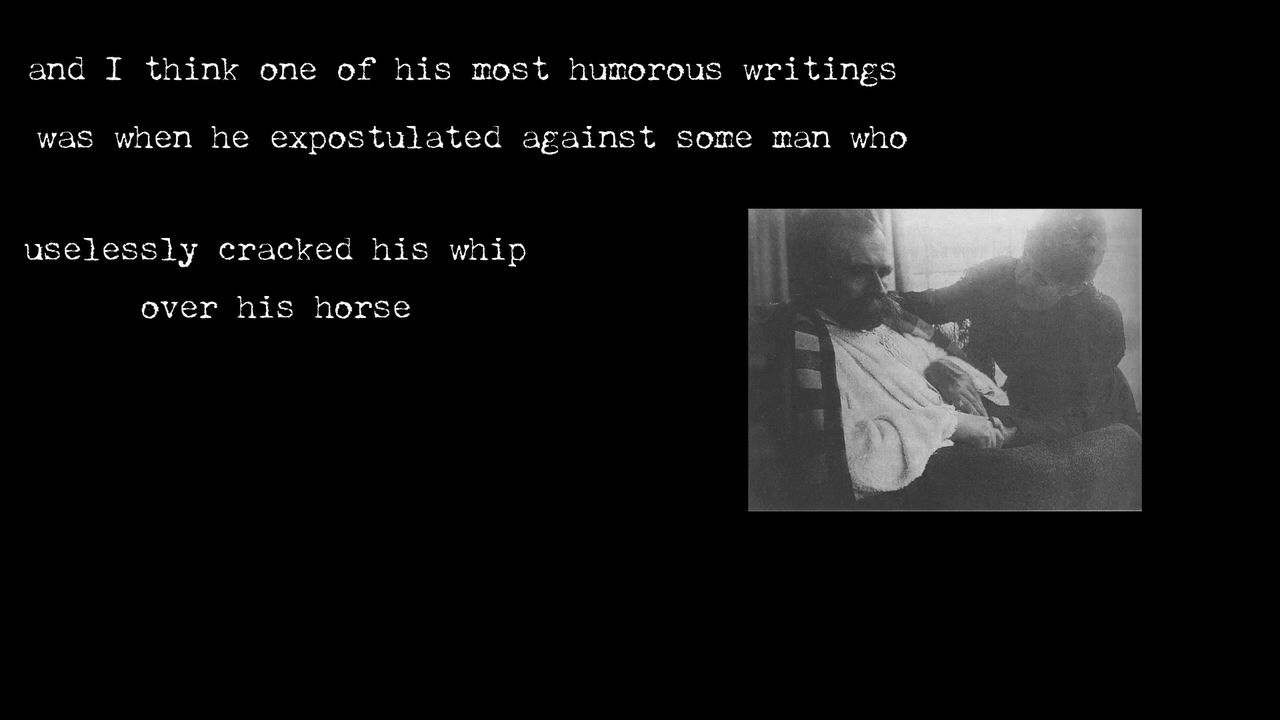 and I think one of his most humorous writings
was when he expostulated against some man who
uselessly cracked his whip
over his horse